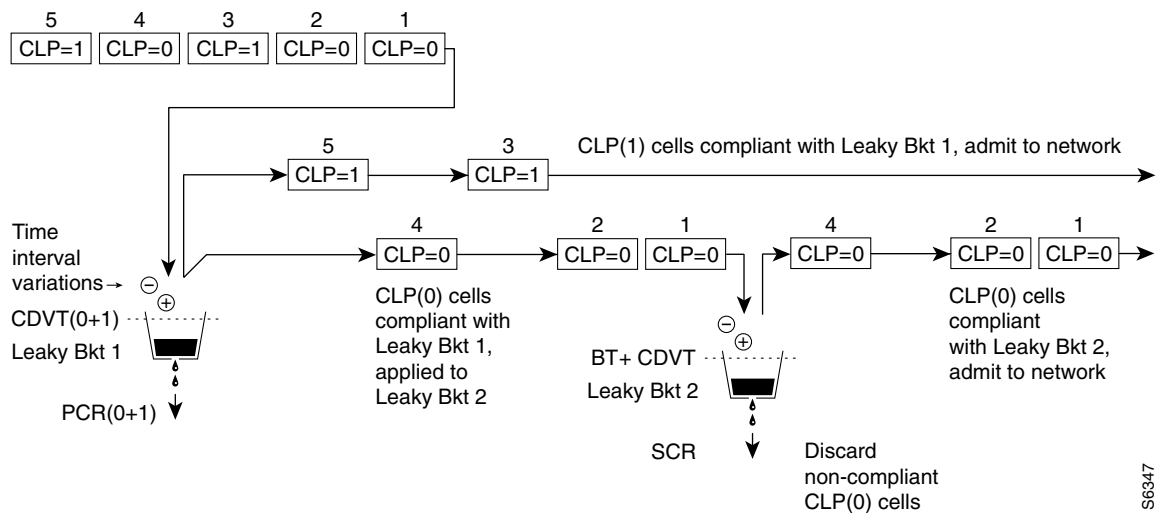 5 4 3 2 1
CLP=1 CLP=0 CLP=1 CLP=0 CLP=0
5 3
CLP(1) cells compliant with Leaky Bkt 1, admit to network
CLP=1 CLP=1
4 2 1 4 2 1
CLP=0 CLP=0 CLP=0 CLP=0 CLP=0 CLP=0
Time
interval
variations
CDVT(0+1)
Leaky Bkt 1
PCR(0+1)
CLP(0) cells
compliant with
Leaky Bkt 1,
applied to
Leaky Bkt 2
BT+ CDVT
Leaky Bkt 2
SCR
CLP(0) cells
compliant
with Leaky Bkt 2,
admit to network
Discard
non-compliant
CLP(0) cells
S6347